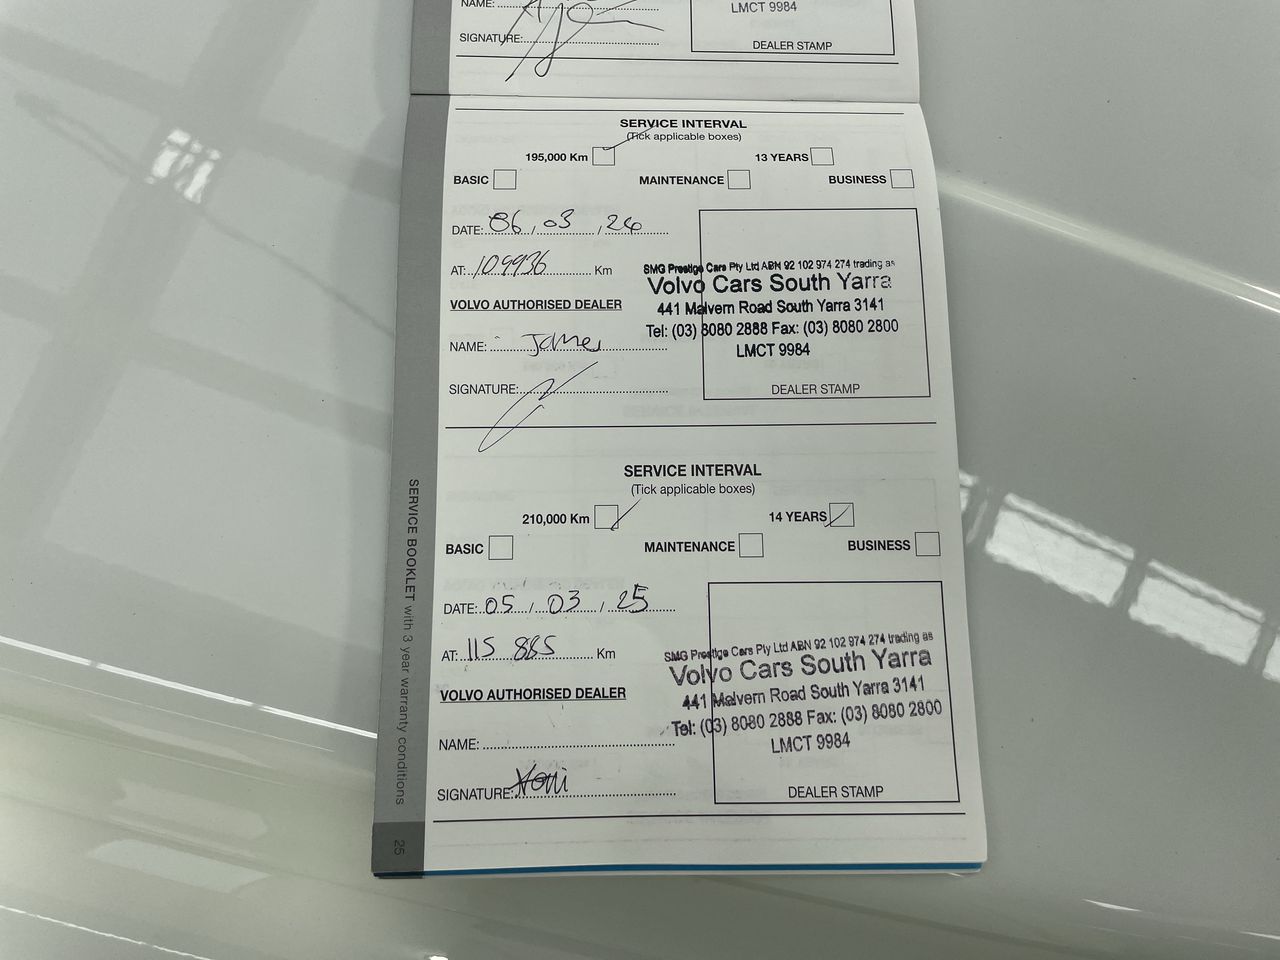 NAME:
LMCT 9984
SIGNATURE:
DEALER STAMP
SERVICE INTERVAL
(Tick applicable boxes)
195,000 Km
13 YEARS
BASIC
MAINTENANCE
BUSINESS
DATE: 06 / 03 / 24
AT: 109936 Km
VOLVO AUTHORISED DEALER
NAME: James
SIGNATURE:
SMG Prestige Cars Pty Ltd ABN 92 102 974 274 trading as
Volvo Cars South Yarra
441 Malvern Road South Yarra 3141
Tel: (03) 8080 2888 Fax: (03) 8080 2800
LMCT 9984
DEALER STAMP
SERVICE INTERVAL
(Tick applicable boxes)
210,000 Km
14 YEARS
BASIC
MAINTENANCE
BUSINESS
DATE: 05 / 03 / 25
AT: 115 885 Km
VOLVO AUTHORISED DEALER
NAME:
SIGNATURE:
SMG Prestige Cars Pty Ltd ABN 92 102 974 274 trading as
Volvo Cars South Yarra
441 Malvern Road South Yarra 3141
Tel: (03) 8080 2888 Fax: (03) 8080 2800
LMCT 9984
DEALER STAMP
SERVICE BOOKLET with 3 year warranty conditions
25